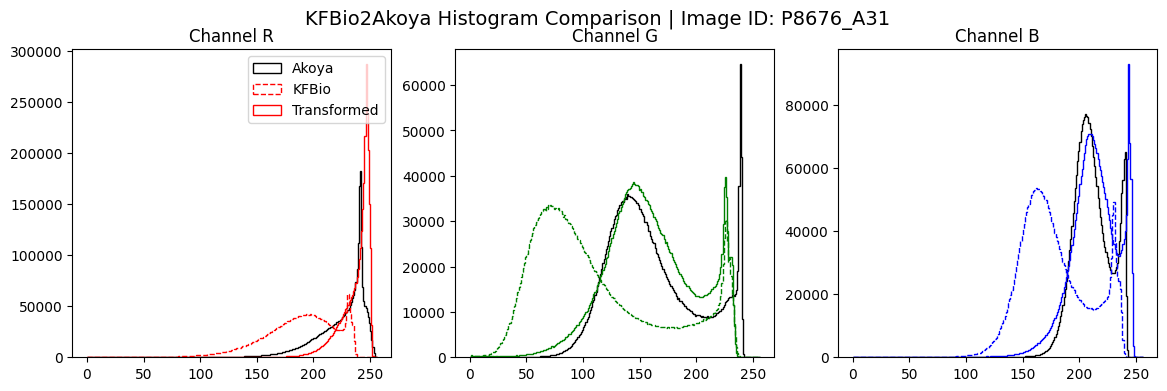 KFBio2Akoya Histogram Comparison | Image ID: P8676_A31
Channel R
300000
250000
200000
150000
100000
50000
0
0 50 100 150 200 250
Akoya
KFBio
Transformed
Channel G
60000
50000
40000
30000
20000
10000
0
0 50 100 150 200 250
Channel B
80000
60000
40000
20000
0
0 50 100 150 200 250